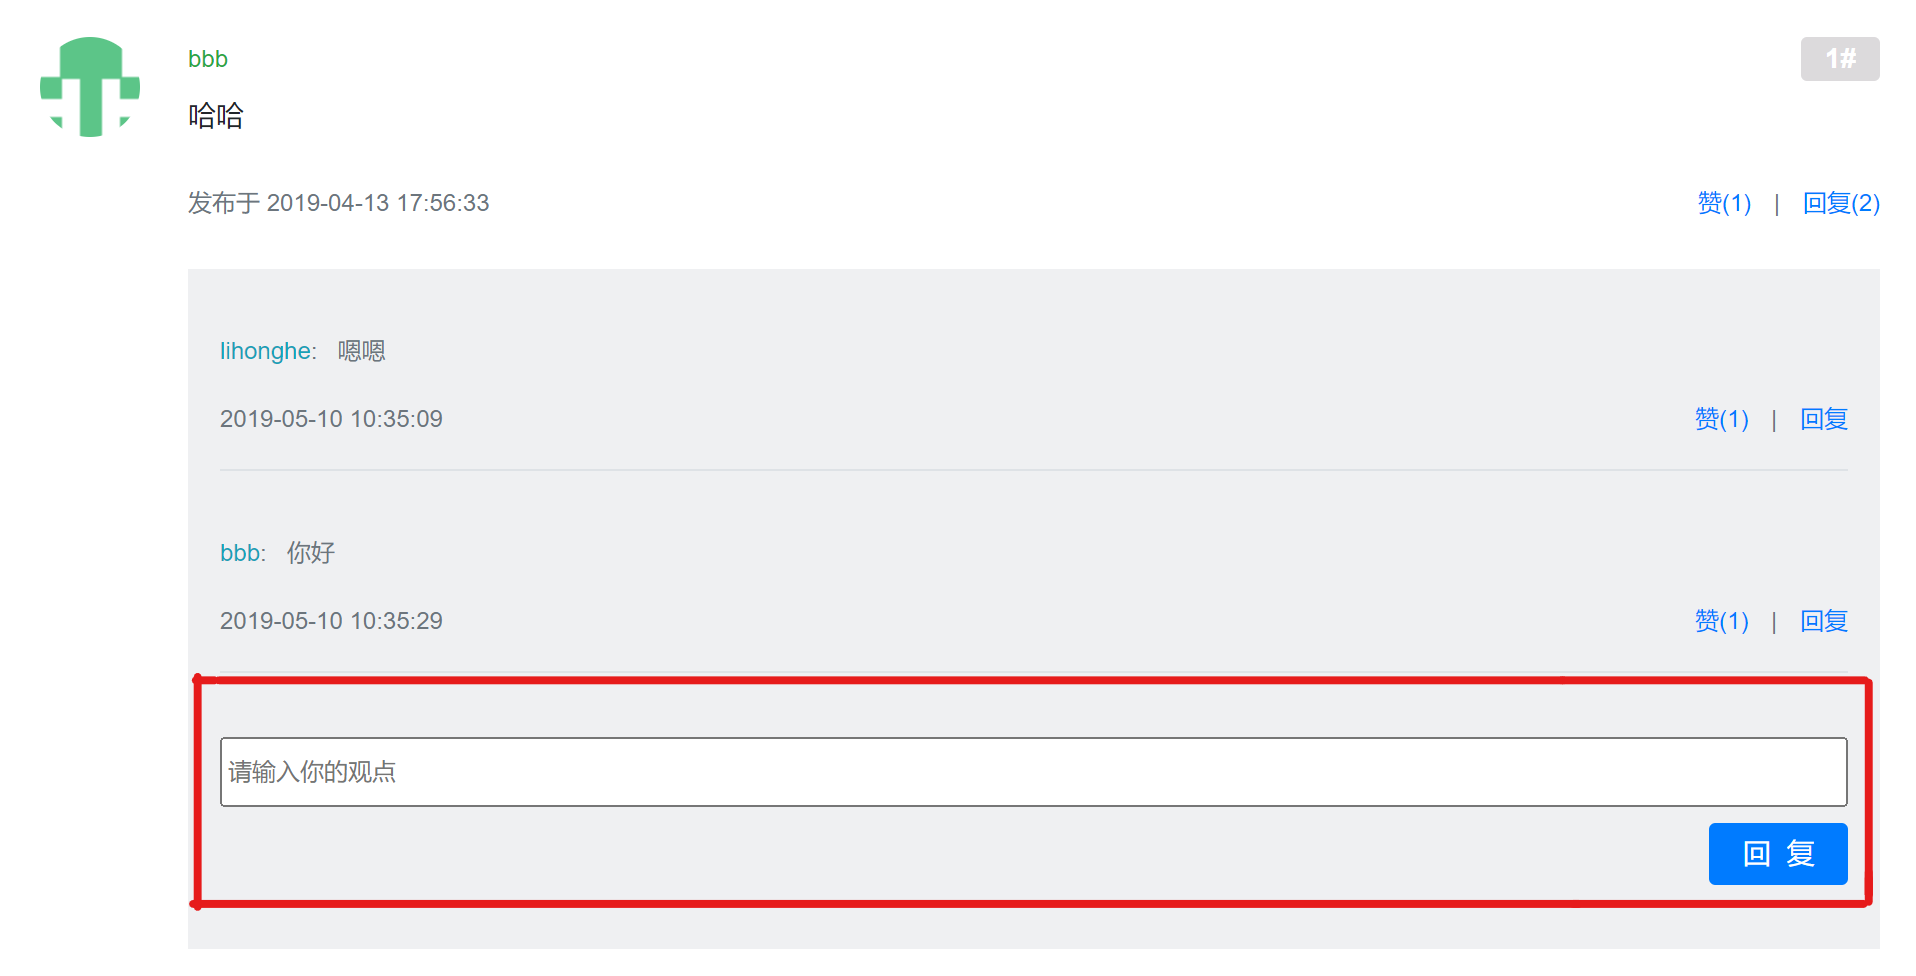 bbb
1#
哈哈
发布于 2019-04-13 17:56:33
赞(1) | 回复(2)
lihonghe: 嗯嗯
2019-05-10 10:35:09
赞(1) | 回复
bbb: 你好
2019-05-10 10:35:29
赞(1) | 回复
请输入你的观点
回 复